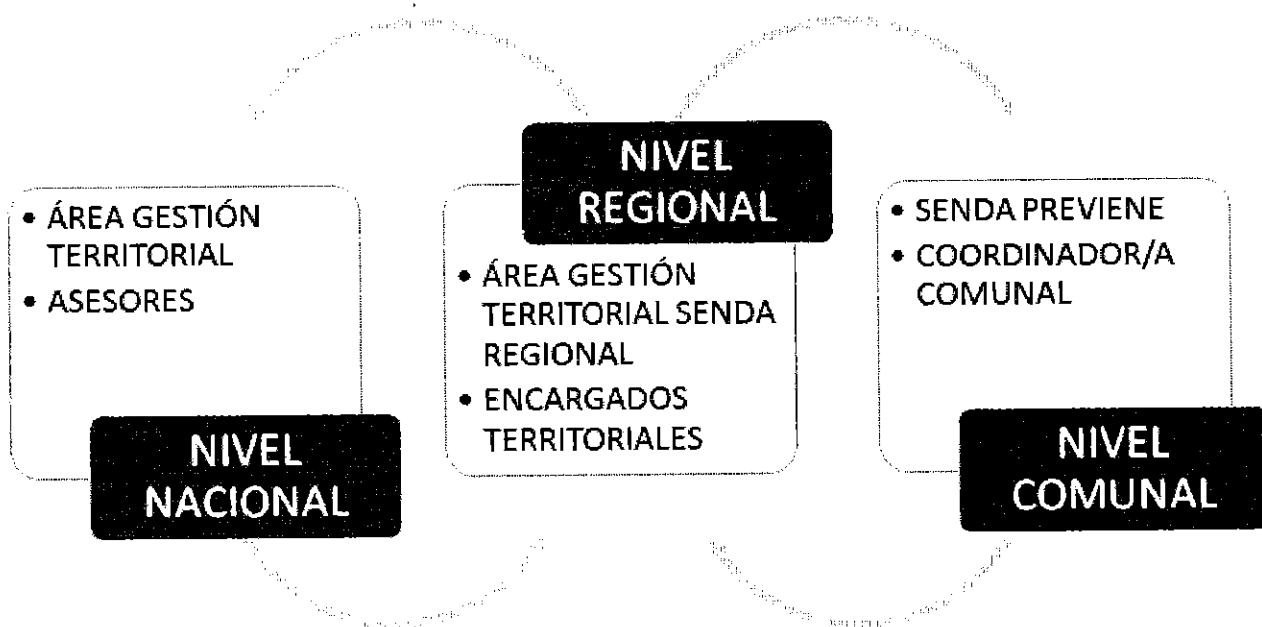 • ÁREA GESTIÓN
TERRITORIAL
• ASESORES
NIVEL
NACIONAL
NIVEL
REGIONAL
• ÁREA GESTIÓN
TERRITORIAL SENDA
REGIONAL
• ENCARGADOS
TERRITORIALES
• SENDA PREVIENE
• COORDINADOR/A
COMUNAL
NIVEL
COMUNAL